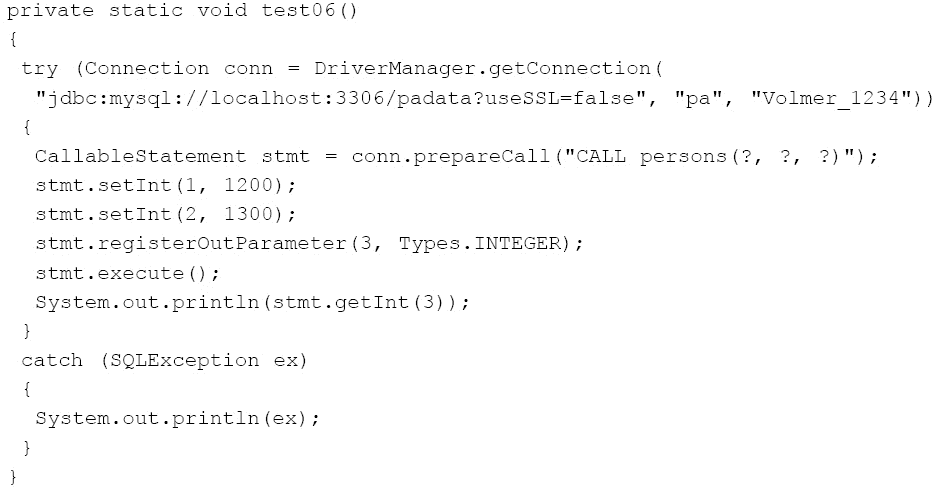 private static void test06()
{
 try (Connection conn = DriverManager.getConnection(
  "jdbc:mysql://localhost:3306/padata?useSSL=false", "pa", "Volmer_1234"))
 {
  CallableStatement stmt = conn.prepareCall("CALL persons(?, ?, ?)");
  stmt.setInt(1, 1200);
  stmt.setInt(2, 1300);
  stmt.registerOutParameter(3, Types.INTEGER);
  stmt.execute();
  System.out.println(stmt.getInt(3));
 }
 catch (SQLException ex)
 {
  System.out.println(ex);
 }
}